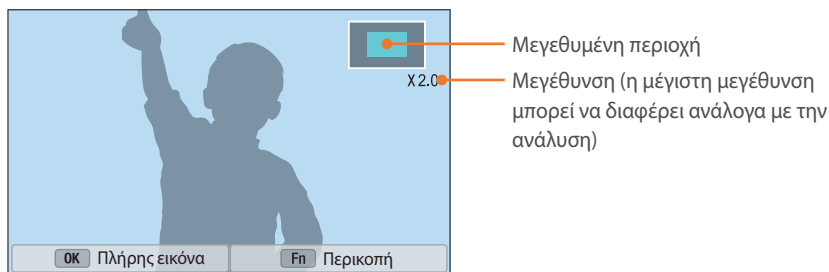 Μεγεθυμένη περιοχή
X 2.0
Μεγέθυνση (η μέγιστη μεγέθυνση
μπορεί να διαφέρει ανάλογα με την
ανάλυση)
OK Πλήρης εικόνα Fn Περικοπή